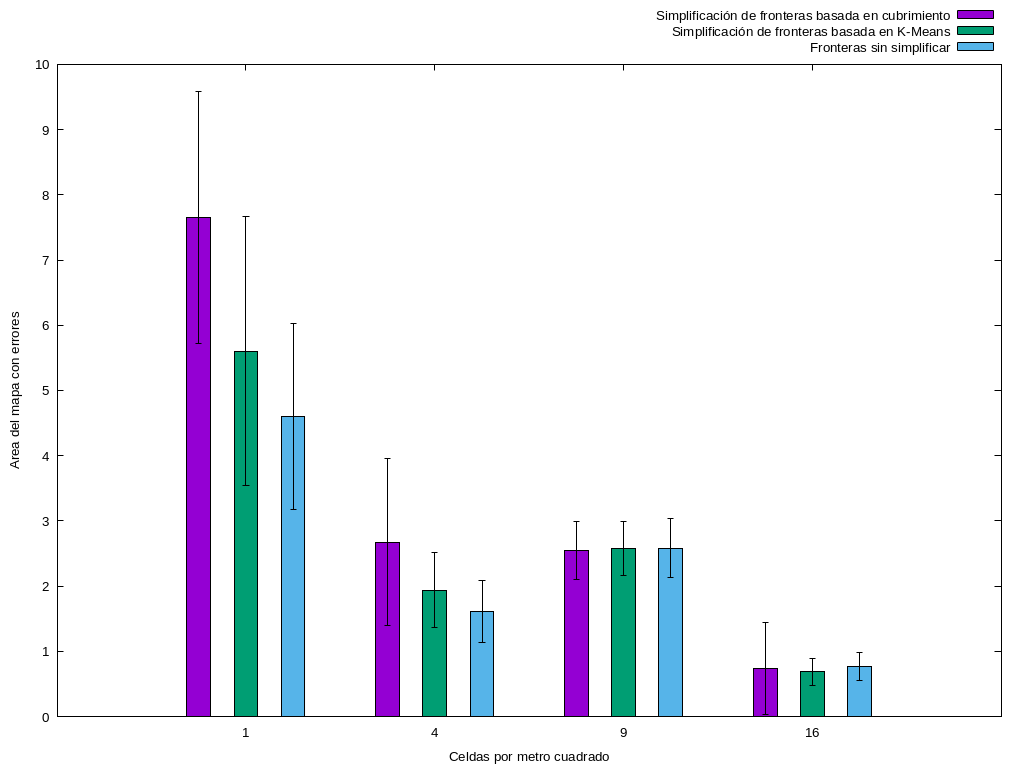 Simplificación de fronteras basada en cubrimiento
Simplificación de fronteras basada en K-Means
Fronteras sin simplificar
10
9
8
7
6
5
4
3
2
1
0
Area del mapa con errores
1 4 9 16
Celdas por metro cuadrado